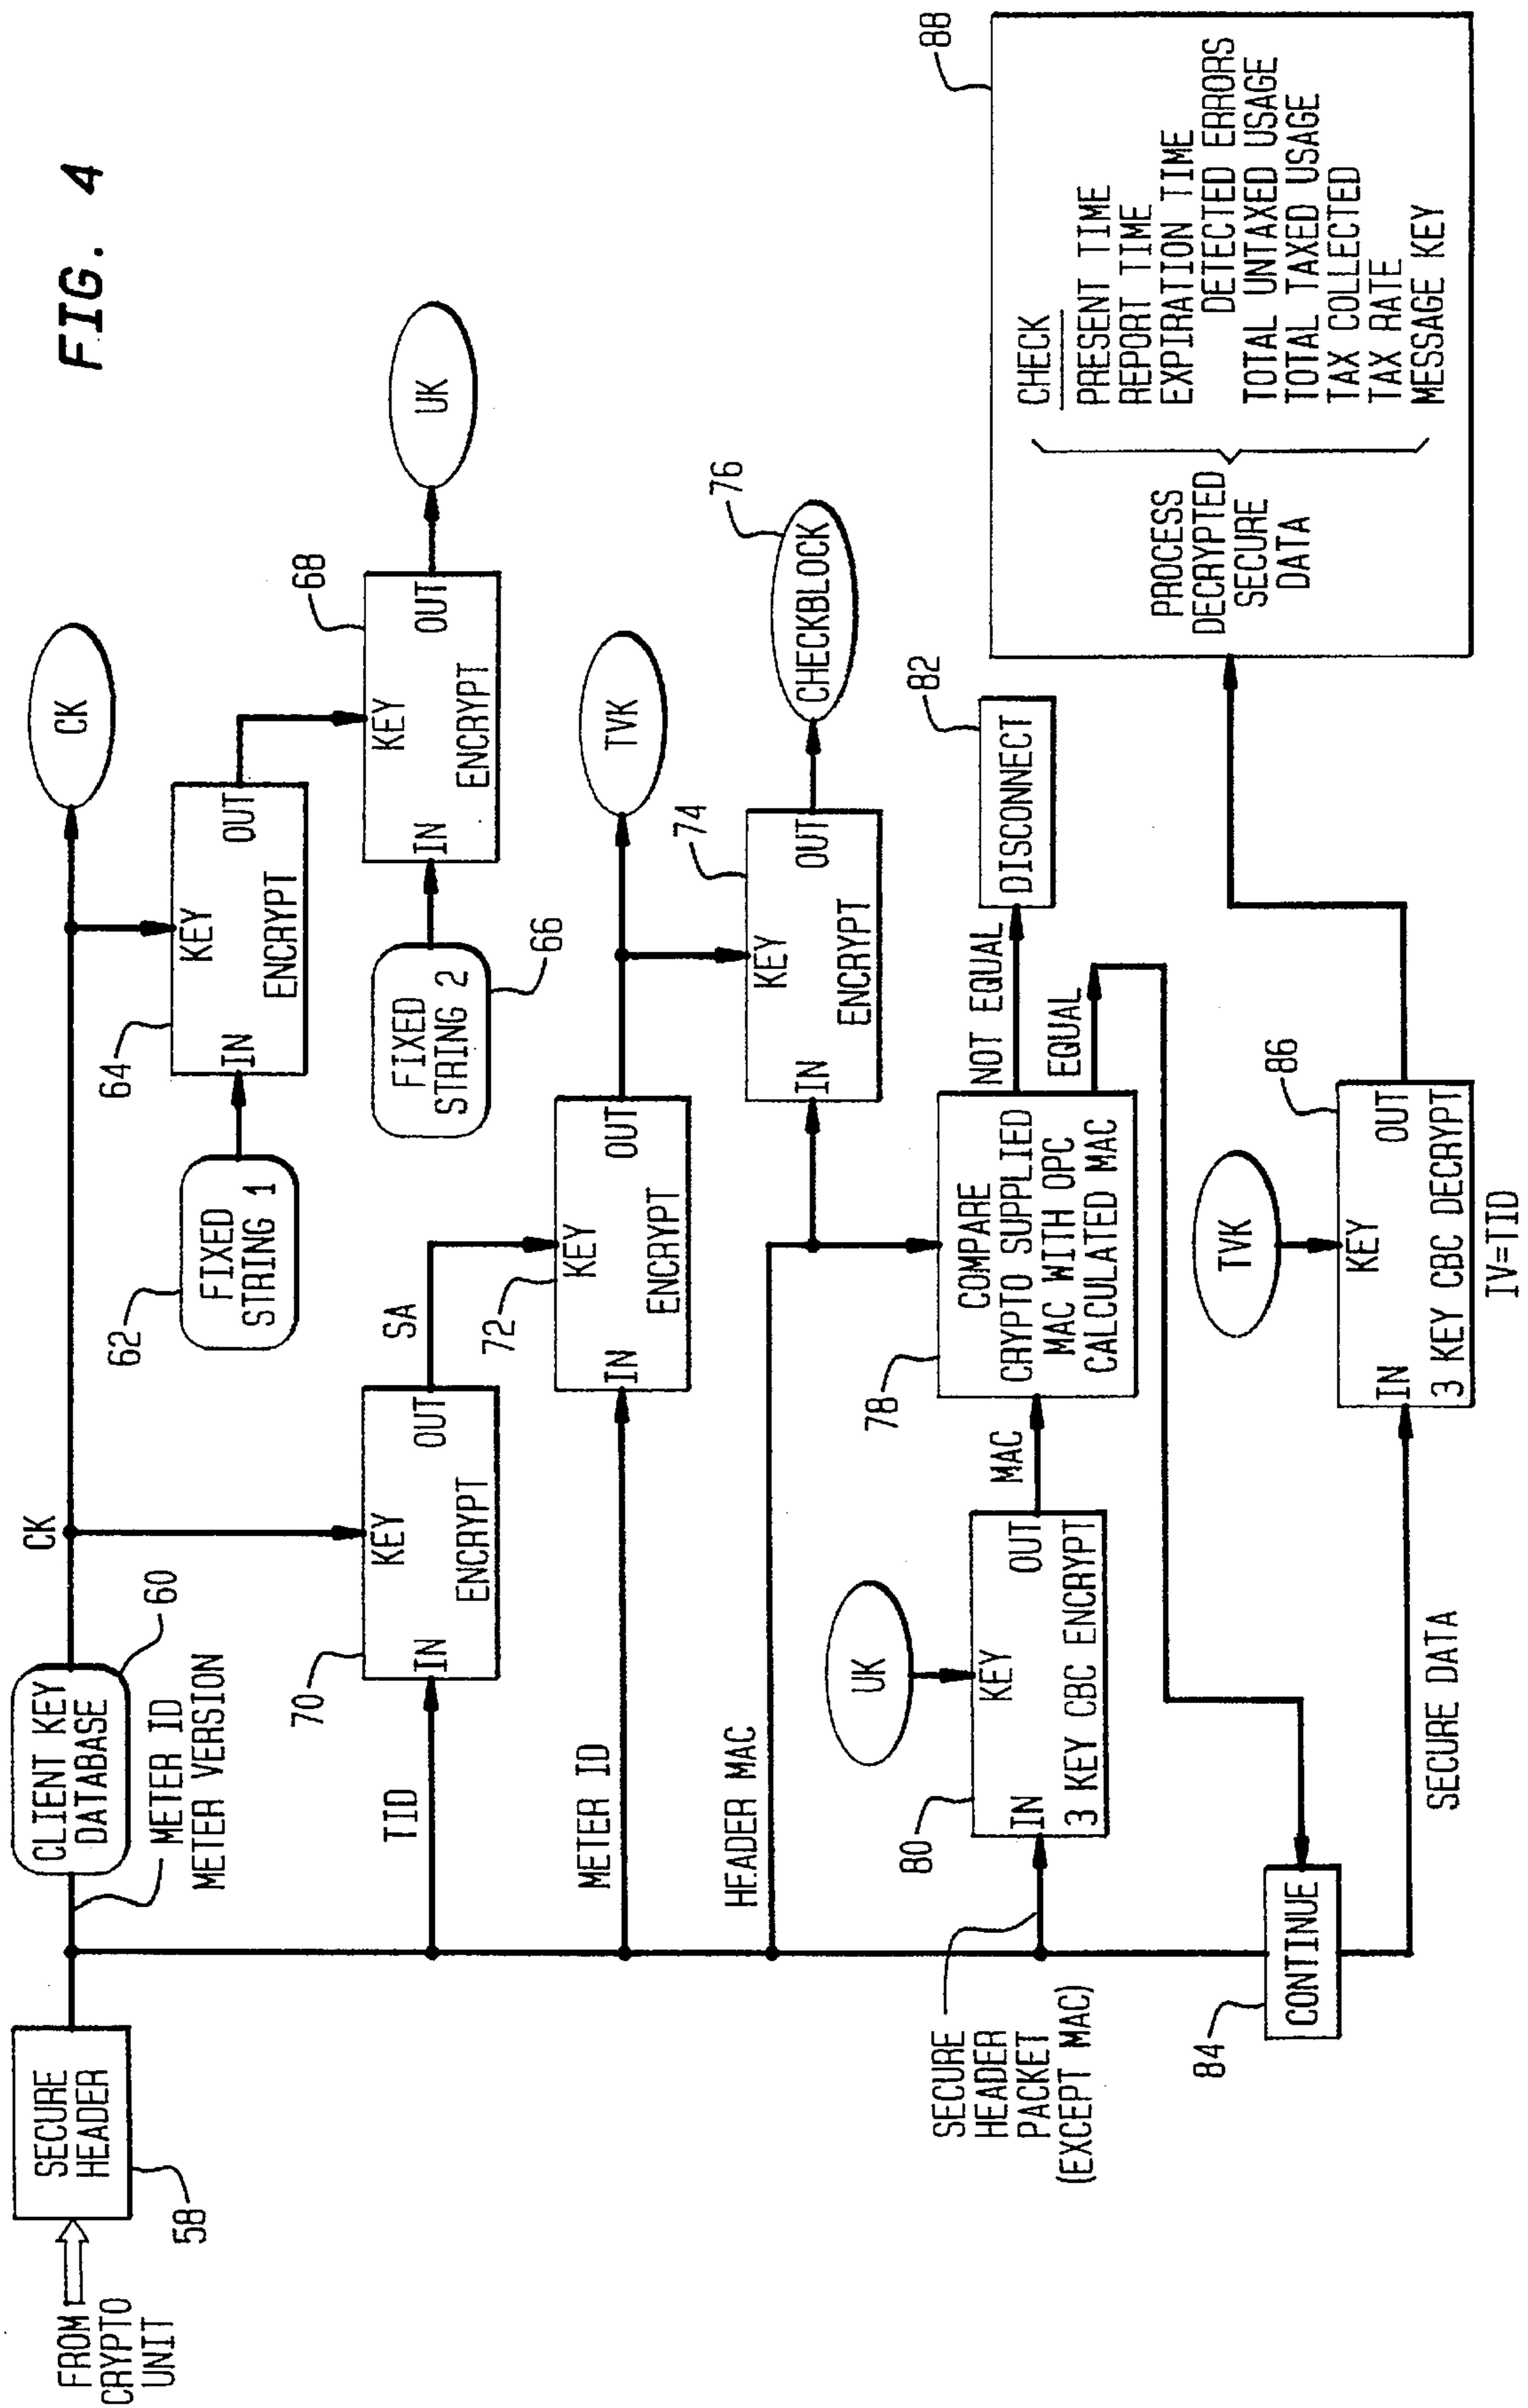 FIG. 4
FROM
CRYPTO
UNIT
SECURE
HEADER
58
CLIENT KEY
DATABASE
60
METER ID
METER VERSION
CK
CK
62
FIXED
STRING 1
64
IN
KEY
OUT
ENCRYPT
66
FIXED
STRING 2
68
IN
KEY
OUT
ENCRYPT
UK
TID
70
IN
KEY
OUT
ENCRYPT
SA
METER ID
72
IN
KEY
OUT
ENCRYPT
TVK
HEADER MAC
74
IN
KEY
OUT
ENCRYPT
76
CHECKBLOCK
SECURE
HEADER
PACKET
(EXCEPT MAC)
UK
80
IN
KEY
OUT
3 KEY CBC ENCRYPT
MAC
78
COMPARE
CRYPTO SUPPLIED
MAC WITH OPC
CALCULATED MAC
NOT EQUAL
EQUAL
82
DISCONNECT
84
CONTINUE
SECURE DATA
TVK
86
IN
KEY
OUT
3 KEY CBC DECRYPT
IV=TID
88
PROCESS
DECRYPTED
SECURE
DATA
CHECK
PRESENT TIME
REPORT TIME
EXPIRATION TIME
DETECTED ERRORS
TOTAL UNTAXED USAGE
TOTAL TAXED USAGE
TAX COLLECTED
TAX RATE
MESSAGE KEY